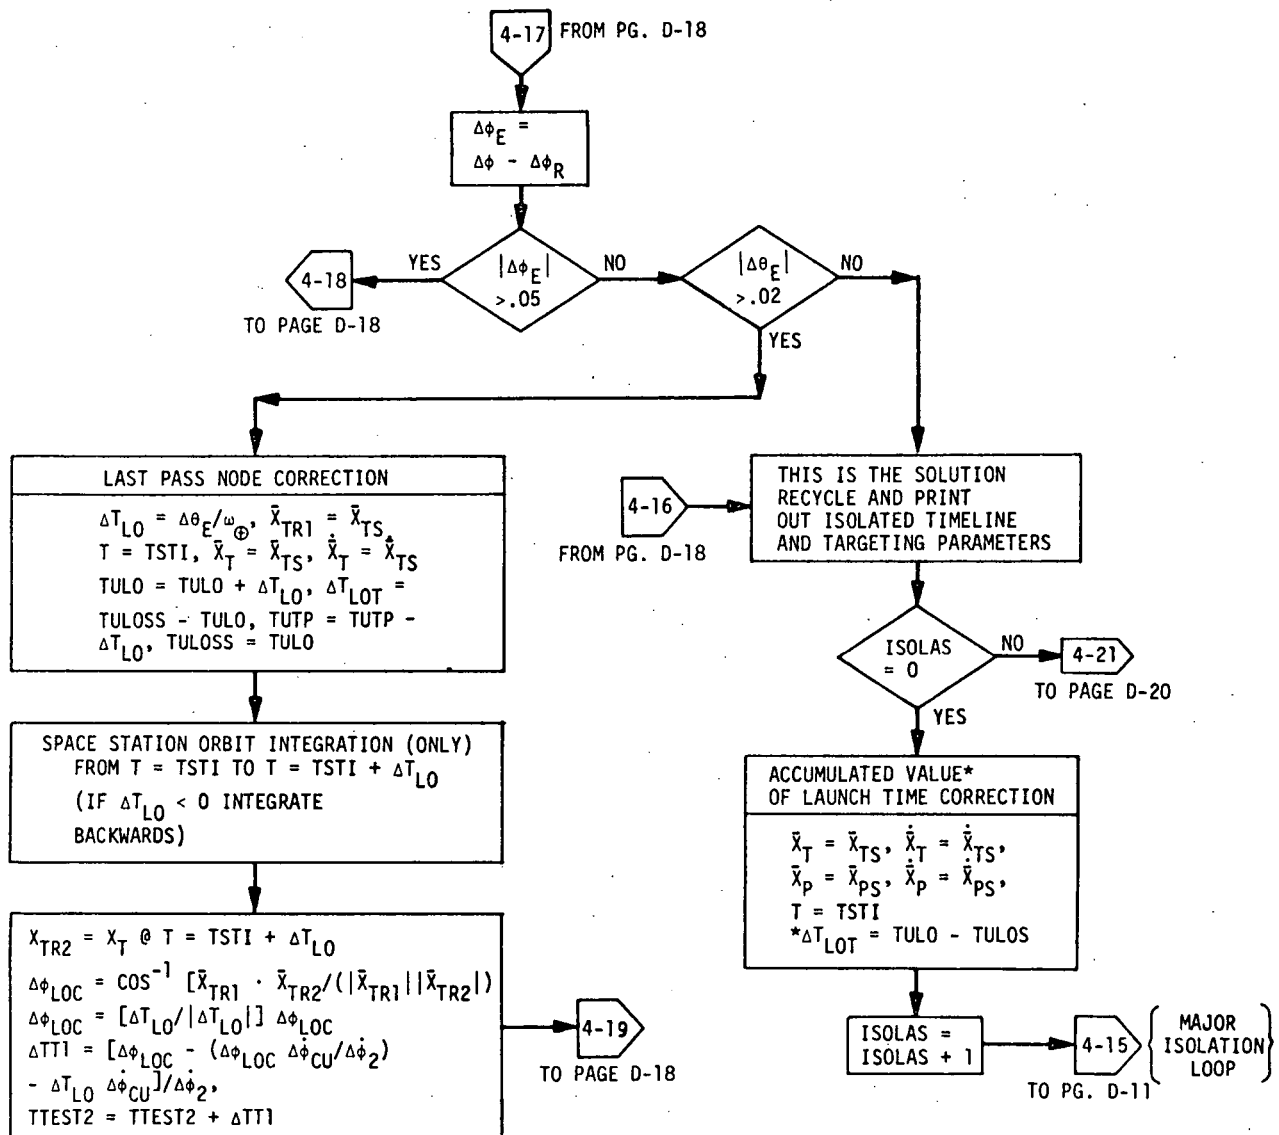 4-17 FROM PG. D-18
Δφ_E =
Δφ - Δφ_R
YES
|Δφ_E|
>.05
NO
|Δθ_E|
>.02
NO
YES
4-18
TO PAGE D-18
LAST PASS NODE CORRECTION
ΔT_LO = Δθ_E/ω_⊕, X̄_TR1 = X̄_TS,
T = TSTI, X̄_T = X̄_TS, Ẋ̄_T = Ẋ̄_TS
TULO = TULO + ΔT_LO, ΔT_LOT =
TULOSS - TULO, TUTP = TUTP -
ΔT_LO, TULOSS = TULO
SPACE STATION ORBIT INTEGRATION (ONLY)
FROM T = TSTI TO T = TSTI + ΔT_LO
(IF ΔT_LO < 0 INTEGRATE
BACKWARDS)
X_TR2 = X_T @ T = TSTI + ΔT_LO
Δφ_LOC = COS^-1 [X̄_TR1 · X̄_TR2/(|X̄_TR1||X̄_TR2|)
Δφ_LOC = [ΔT_LO/|ΔT_LO|] Δφ_LOC
ΔTT1 = [Δφ_LOC - (Δφ_LOC Δφ̇_CU/Δφ̇_2)
- ΔT_LO Δφ̇_CU]/Δφ̇_2,
TTEST2 = TTEST2 + ΔTT1
4-19
TO PAGE D-18
4-16
FROM PG. D-18
THIS IS THE SOLUTION
RECYCLE AND PRINT
OUT ISOLATED TIMELINE
AND TARGETING PARAMETERS
ISOLAS
= 0
NO
4-21
TO PAGE D-20
YES
ACCUMULATED VALUE*
OF LAUNCH TIME CORRECTION
X̄_T = X̄_TS, Ẋ̄_T = Ẋ̄_TS,
X̄_P = X̄_PS, Ẋ̄_P = Ẋ̄_PS,
T = TSTI
*ΔT_LOT = TULO - TULOS
ISOLAS =
ISOLAS + 1
4-15
TO PG. D-11
MAJOR
ISOLATION
LOOP